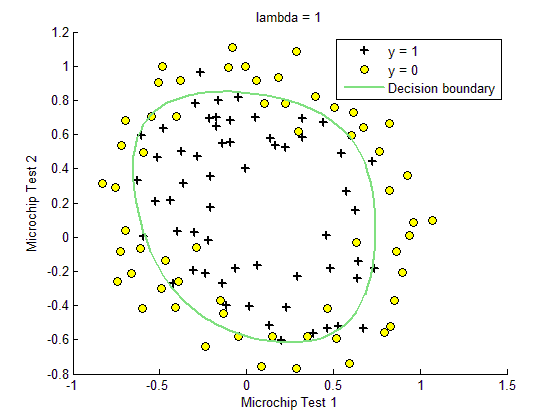 lambda = 1
y = 1
y = 0
Decision boundary
1.2
1
0.8
0.6
0.4
0.2
0
-0.2
-0.4
-0.6
-0.8
Microchip Test 2
-1
-0.5
0
0.5
1
1.5
Microchip Test 1